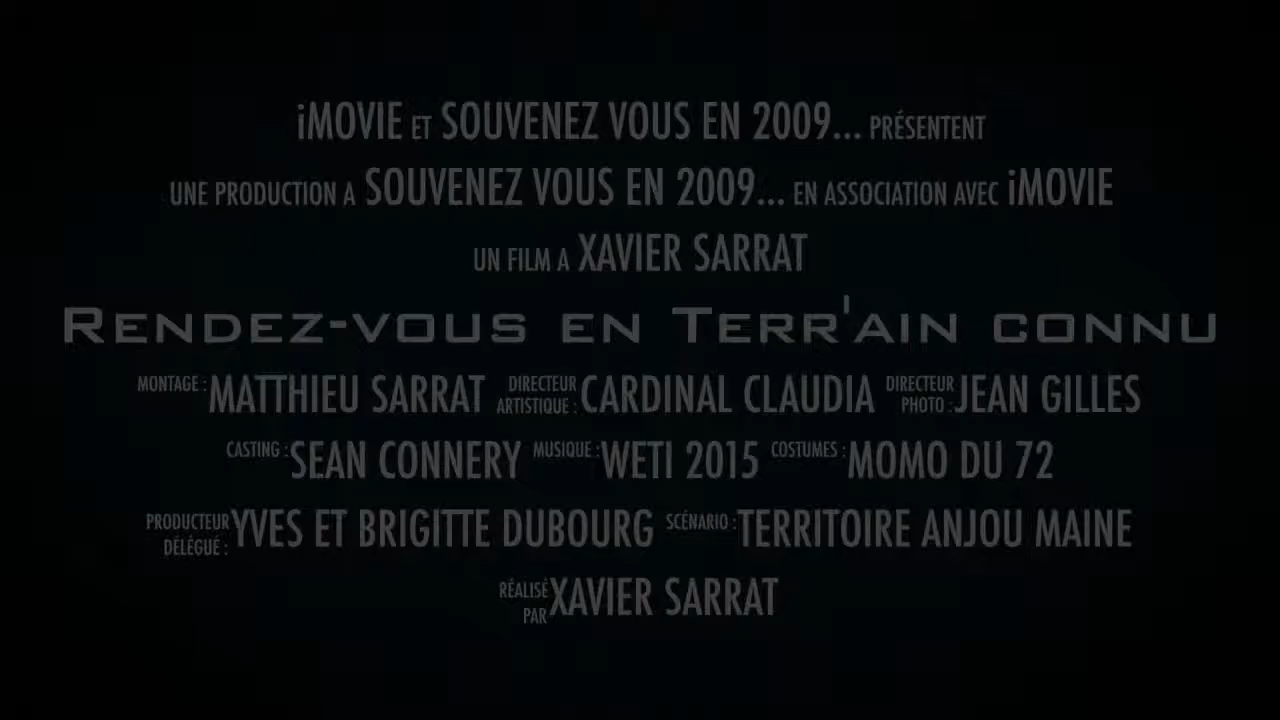 iMOVIE ET SOUVENEZ VOUS EN 2009... PRÉSENTENT
UNE PRODUCTION A SOUVENEZ VOUS EN 2009... EN ASSOCIATION AVEC iMOVIE
UN FILM A XAVIER SARRAT
RENDEZ-VOUS EN TERR'AIN CONNU
MONTAGE : MATTHIEU SARRAT DIRECTEUR ARTISTIQUE : CARDINAL CLAUDIA DIRECTEUR PHOTO : JEAN GILLES
CASTING : SEAN CONNERY MUSIQUE : WETI 2015 COSTUMES : MOMO DU 72
PRODUCTEUR DÉLÉGUÉ : YVES ET BRIGITTE DUBOURG SCÉNARIO : TERRITOIRE ANJOU MAINE
RÉALISÉ PAR XAVIER SARRAT